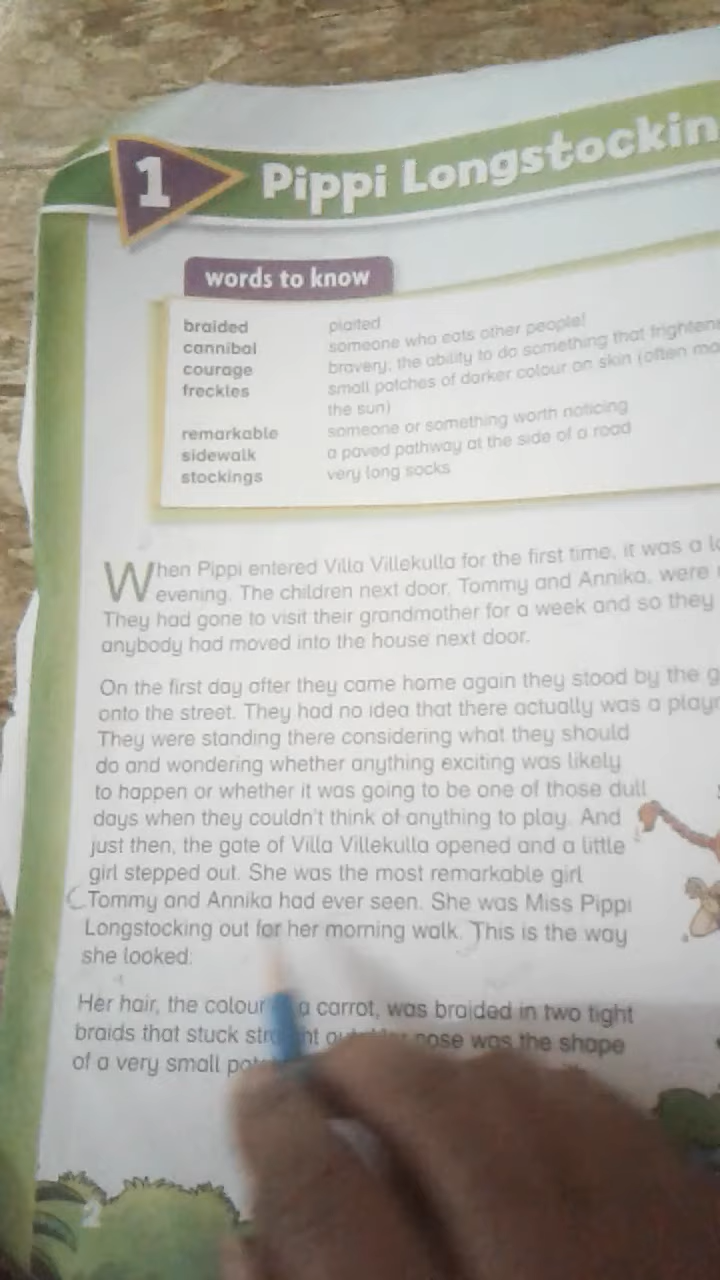 1
Pippi Longstockin
words to know
braided plaited
cannibal someone who eats other people!
courage bravery; the ability to do something that frightens
freckles small patches of darker colour on skin (often ma
the sun)
remarkable someone or something worth noticing
sidewalk a paved pathway at the side of a road
stockings very long socks
When Pippi entered Villa Villekulla for the first time, it was a
evening. The children next door, Tommy and Annika, were
They had gone to visit their grandmother for a week and so they
anybody had moved into the house next door.
On the first day after they came home again they stood by the g
onto the street. They had no idea that there actually was a play
They were standing there considering what they should
do and wondering whether anything exciting was likely
to happen or whether it was going to be one of those dull
days when they couldn't think of anything to play. And
just then, the gate of Villa Villekulla opened and a little
girl stepped out. She was the most remarkable girl
Tommy and Annika had ever seen. She was Miss Pippi
Longstocking out for her morning walk. This is the way
she looked:
Her hair, the colour a carrot, was braided in two tight
braids that stuck nose was the shape
of a very small
2